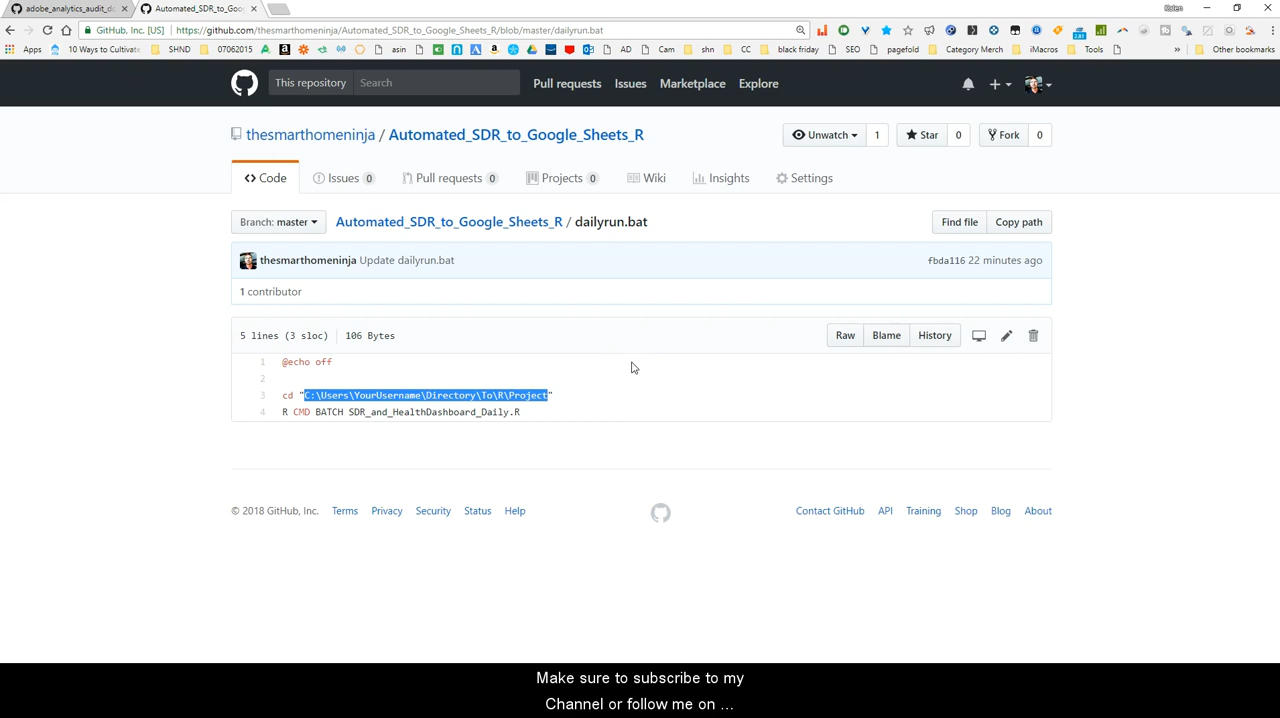 adobe_analytics_audit_do
Automated_SDR_to_Goog
GitHub, Inc. [US]
https://github.com/thesmarthomeninja/Automated_SDR_to_Google_Sheets_R/blob/master/dailyrun.bat
Apps
10 Ways to Cultivate
SHND
07062015
asin
AD
Cam
shn
CC
black friday
SEO
pagefold
Category Merch
iMacros
Tools
»
Other bookmarks
This repository
Search
Pull requests
Issues
Marketplace
Explore
thesmarthomeninja / Automated_SDR_to_Google_Sheets_R
Unwatch 1
Star 0
Fork 0
Code
Issues 0
Pull requests 0
Projects 0
Wiki
Insights
Settings
Branch: master
Automated_SDR_to_Google_Sheets_R / dailyrun.bat
Find file
Copy path
thesmarthomeninja Update dailyrun.bat
fbda116 22 minutes ago
1 contributor
5 lines (3 sloc)
106 Bytes
Raw
Blame
History
1 @echo off
2
3 cd "C:\Users\YourUsername\Directory\To\R\Project"
4 R CMD BATCH SDR_and_HealthDashboard_Daily.R
© 2018 GitHub, Inc.
Terms
Privacy
Security
Status
Help
Contact GitHub
API
Training
Shop
Blog
About
Make sure to subscribe to my
Channel or follow me on ...